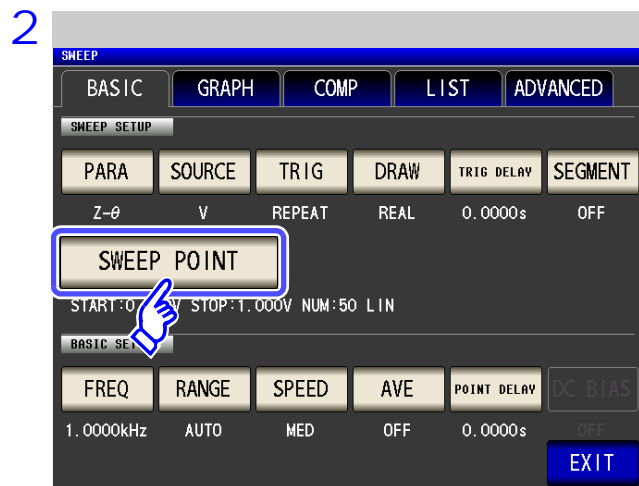 2
SWEEP
BASIC GRAPH COMP LIST ADVANCED
SWEEP SETUP
PARA SOURCE TRIG DRAW TRIG DELAY SEGMENT
Z-θ V REPEAT REAL 0.0000s OFF
SWEEP POINT
START:0. V STOP:1.000V NUM:50 LIN
BASIC SET
FREQ RANGE SPEED AVE POINT DELAY DC BIAS
1.0000kHz AUTO MED OFF 0.0000s OFF
EXIT